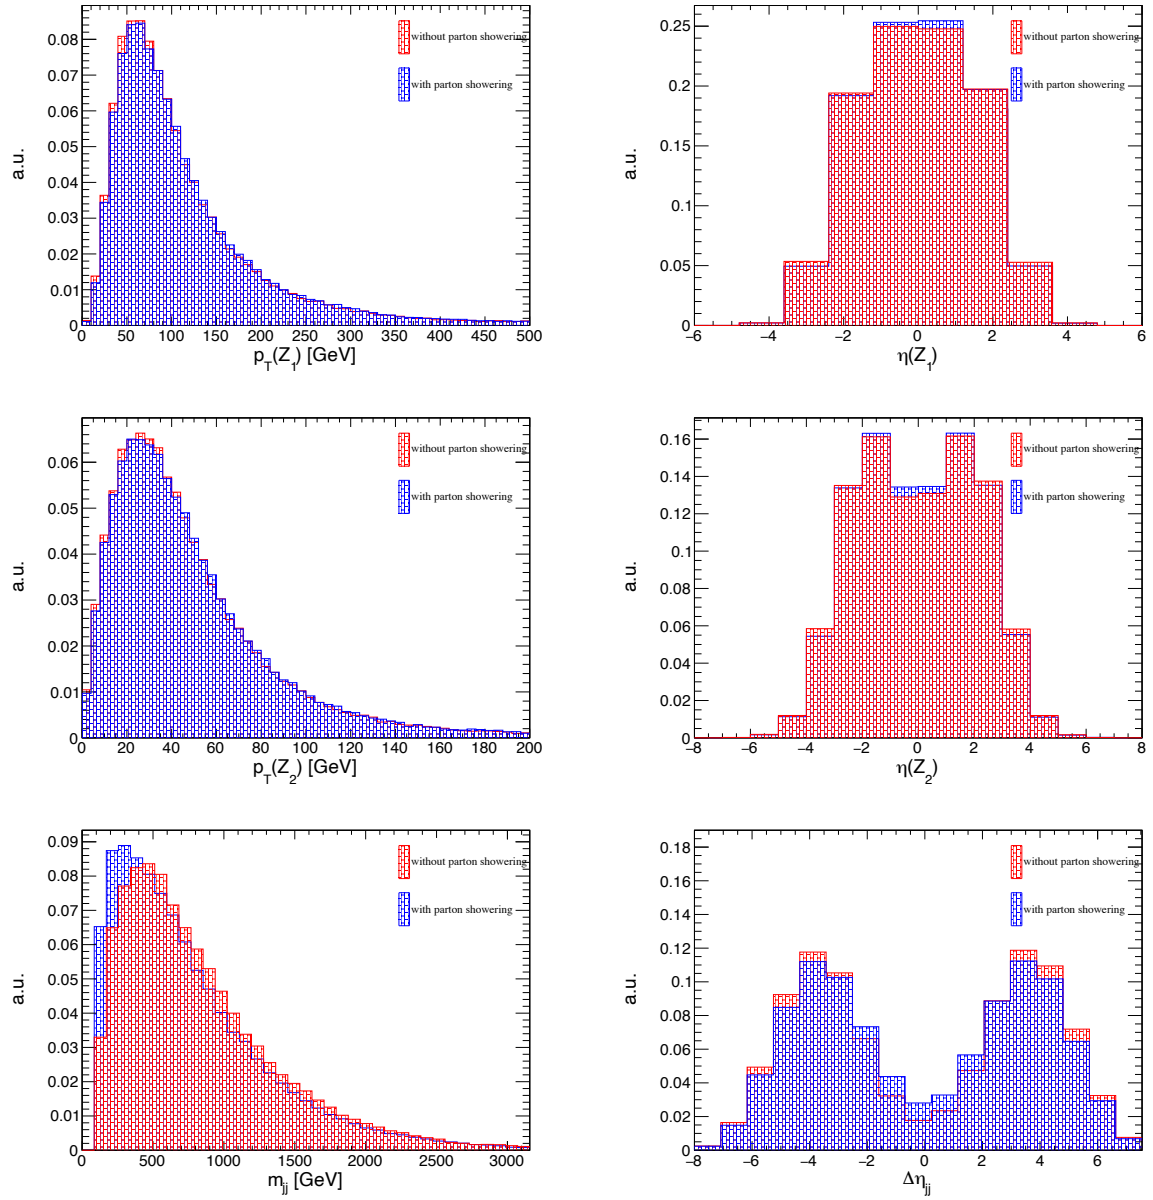 0.08
0.06
0.04
0.02
0
0 50 100 150 200 250 300 350 400 450 500
a.u.
p_T(Z_1) [GeV]
without parton showering
with parton showering
0.25
0.2
0.15
0.1
0.05
0
−6 −4 −2 0 2 4 6
a.u.
η(Z_1)
without parton showering
with parton showering
0.06
0.05
0.04
0.03
0.02
0.01
0
0 20 40 60 80 100 120 140 160 180 200
a.u.
p_T(Z_2) [GeV]
without parton showering
with parton showering
0.16
0.14
0.12
0.1
0.08
0.06
0.04
0.02
0
−8 −6 −4 −2 0 2 4 6 8
a.u.
η(Z_2)
without parton showering
with parton showering
0.09
0.08
0.07
0.06
0.05
0.04
0.03
0.02
0.01
0
0 500 1000 1500 2000 2500 3000
a.u.
m_jj [GeV]
without parton showering
with parton showering
0.18
0.16
0.14
0.12
0.1
0.08
0.06
0.04
0.02
0
−8 −6 −4 −2 0 2 4 6
a.u.
Δη_jj
without parton showering
with parton showering